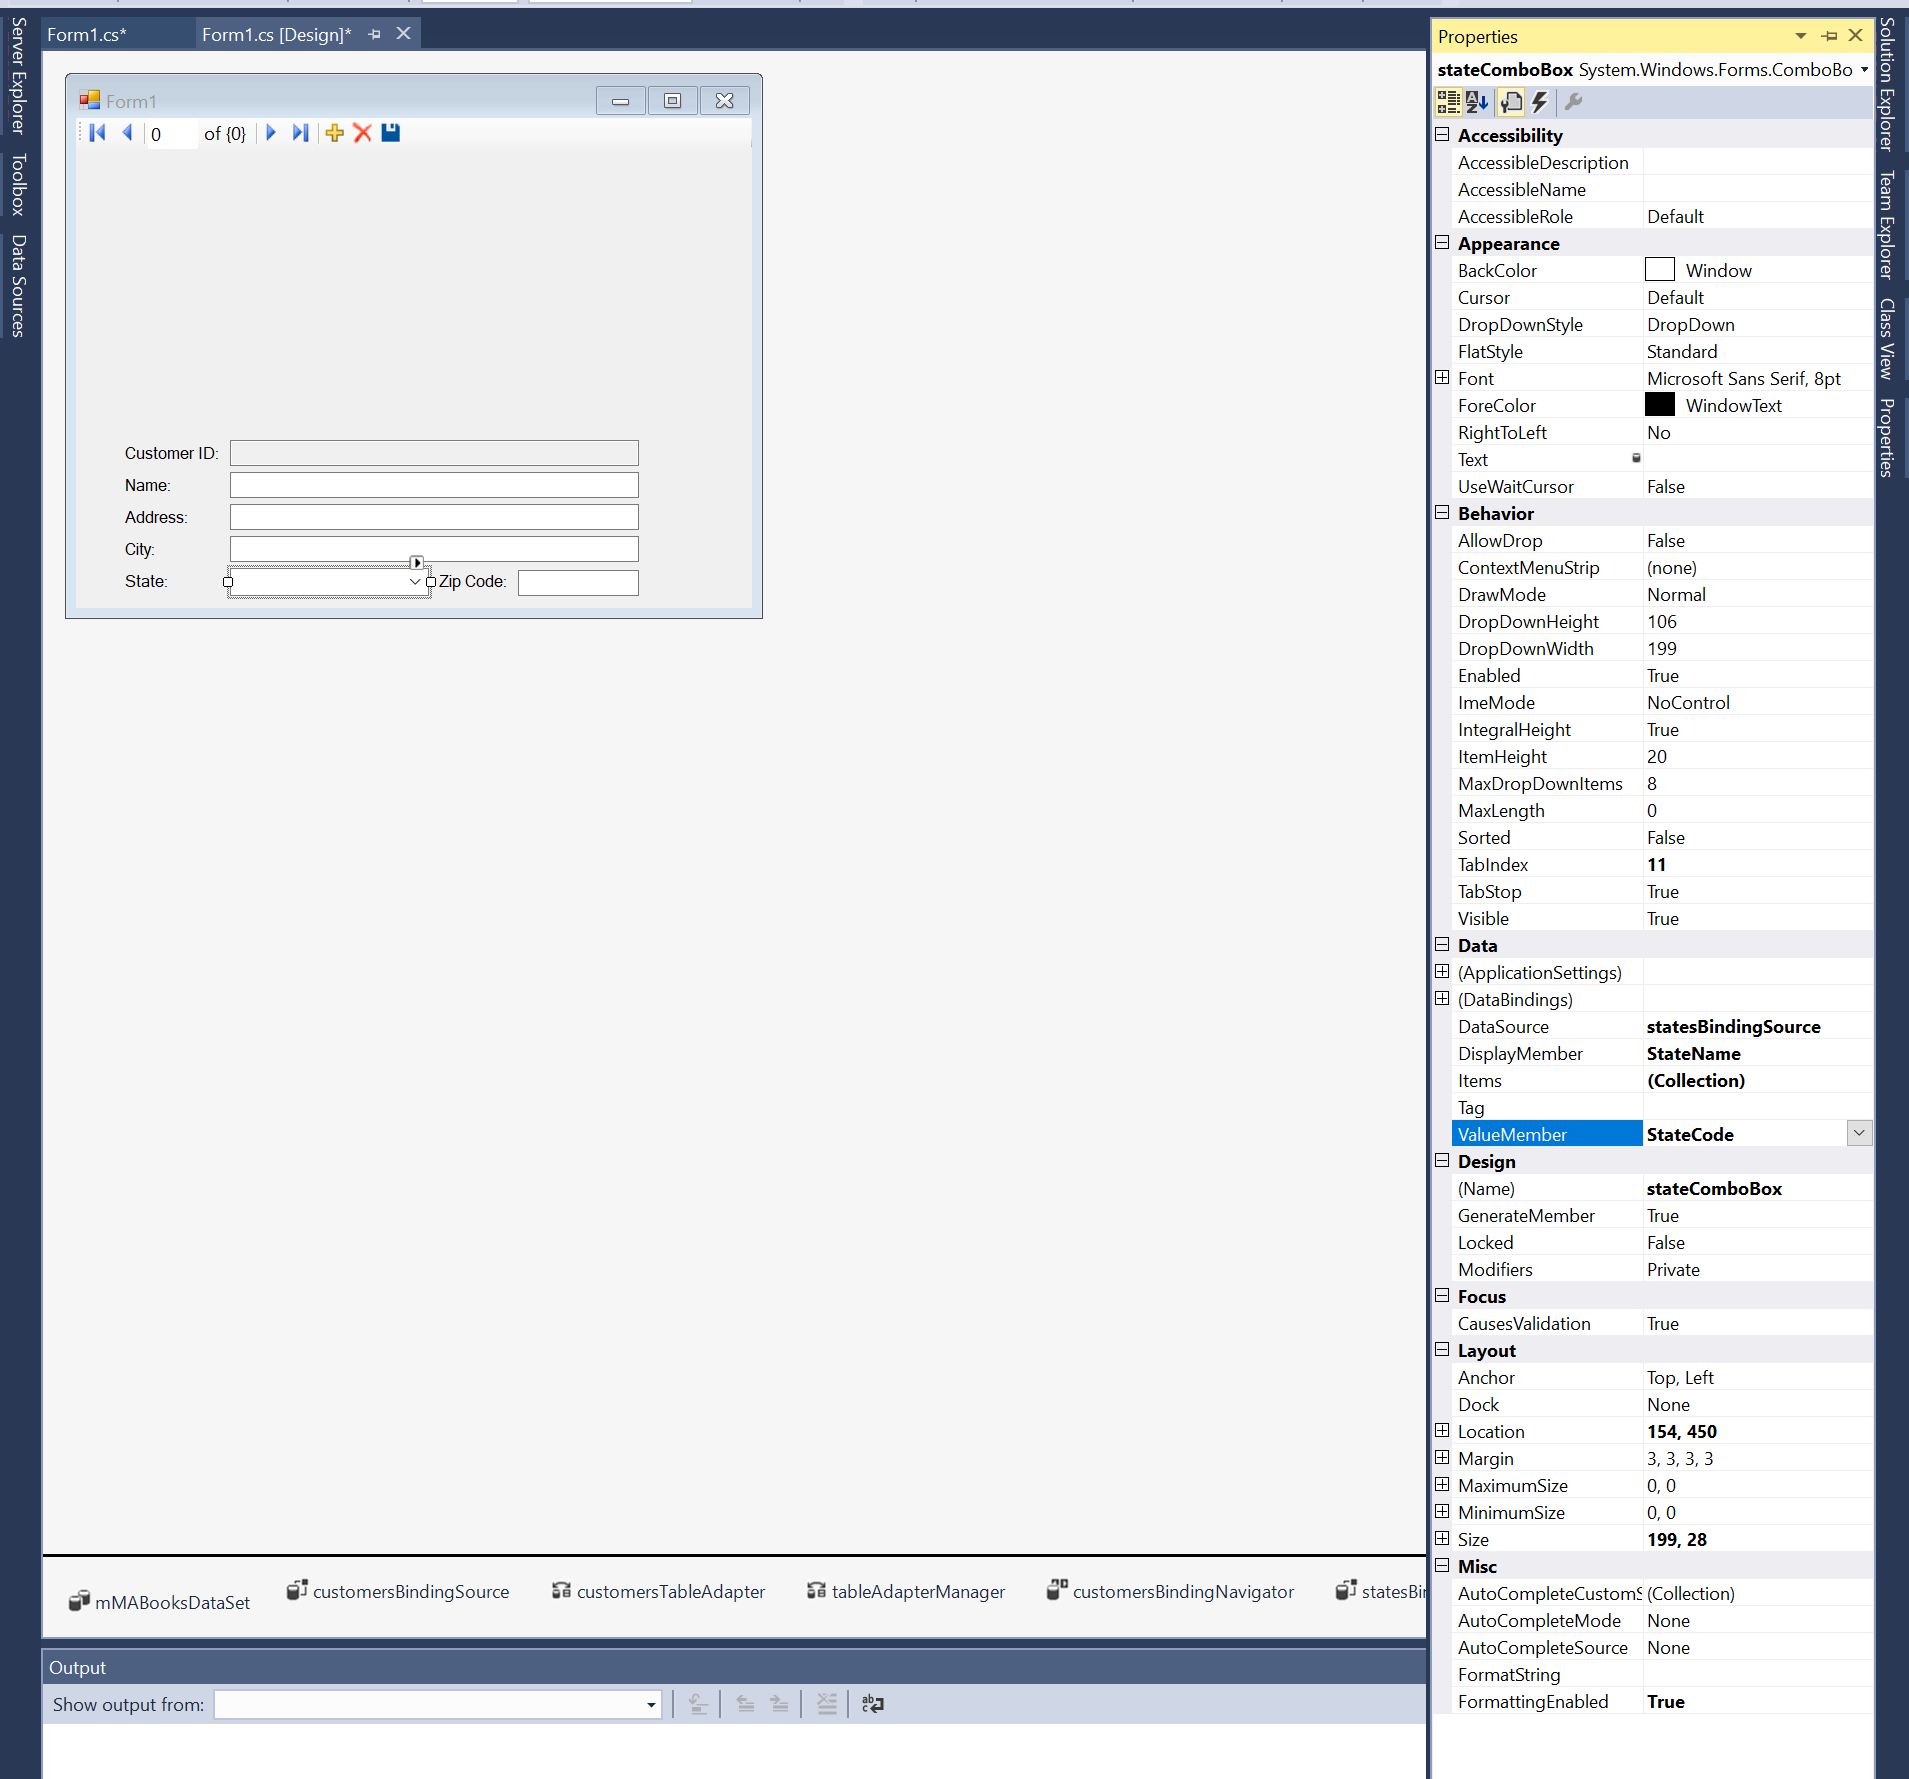 Server Explorer
Toolbox
Data Sources
Form1.cs*
Form1.cs [Design]*
Form1
0
of {0}
Customer ID:
Name:
Address:
City:
State:
Zip Code:
mMABooksDataSet
customersBindingSource
customersTableAdapter
tableAdapterManager
customersBindingNavigator
statesBin
Output
Show output from:
Properties
stateComboBox System.Windows.Forms.ComboBo
Accessibility
AccessibleDescription
AccessibleName
AccessibleRole Default
Appearance
BackColor Window
Cursor Default
DropDownStyle DropDown
FlatStyle Standard
Font Microsoft Sans Serif, 8pt
ForeColor WindowText
RightToLeft No
Text
UseWaitCursor False
Behavior
AllowDrop False
ContextMenuStrip (none)
DrawMode Normal
DropDownHeight 106
DropDownWidth 199
Enabled True
ImeMode NoControl
IntegralHeight True
ItemHeight 20
MaxDropDownItems 8
MaxLength 0
Sorted False
TabIndex 11
TabStop True
Visible True
Data
(ApplicationSettings)
(DataBindings)
DataSource statesBindingSource
DisplayMember StateName
Items (Collection)
Tag
ValueMember StateCode
Design
(Name) stateComboBox
GenerateMember True
Locked False
Modifiers Private
Focus
CausesValidation True
Layout
Anchor Top, Left
Dock None
Location 154, 450
Margin 3, 3, 3, 3
MaximumSize 0, 0
MinimumSize 0, 0
Size 199, 28
Misc
AutoCompleteCustomS (Collection)
AutoCompleteMode None
AutoCompleteSource None
FormatString
FormattingEnabled True
Solution Explorer
Team Explorer
Class View
Properties